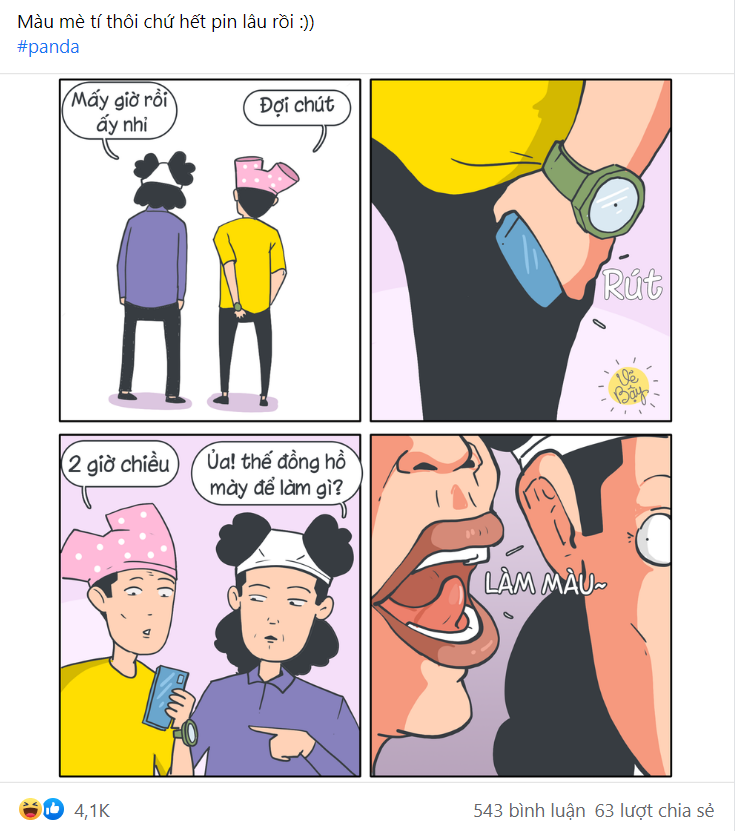 Màu mè tí thôi chứ hết pin lâu rồi :))
#panda
Mấy giờ rồi
ấy nhỉ
Đợi chút
Rút
Vẽ
Bậy
2 giờ chiều
Ủa! thế đồng hồ
mày để làm gì?
LÀM MÀU~
4,1K
543 bình luận 63 lượt chia sẻ